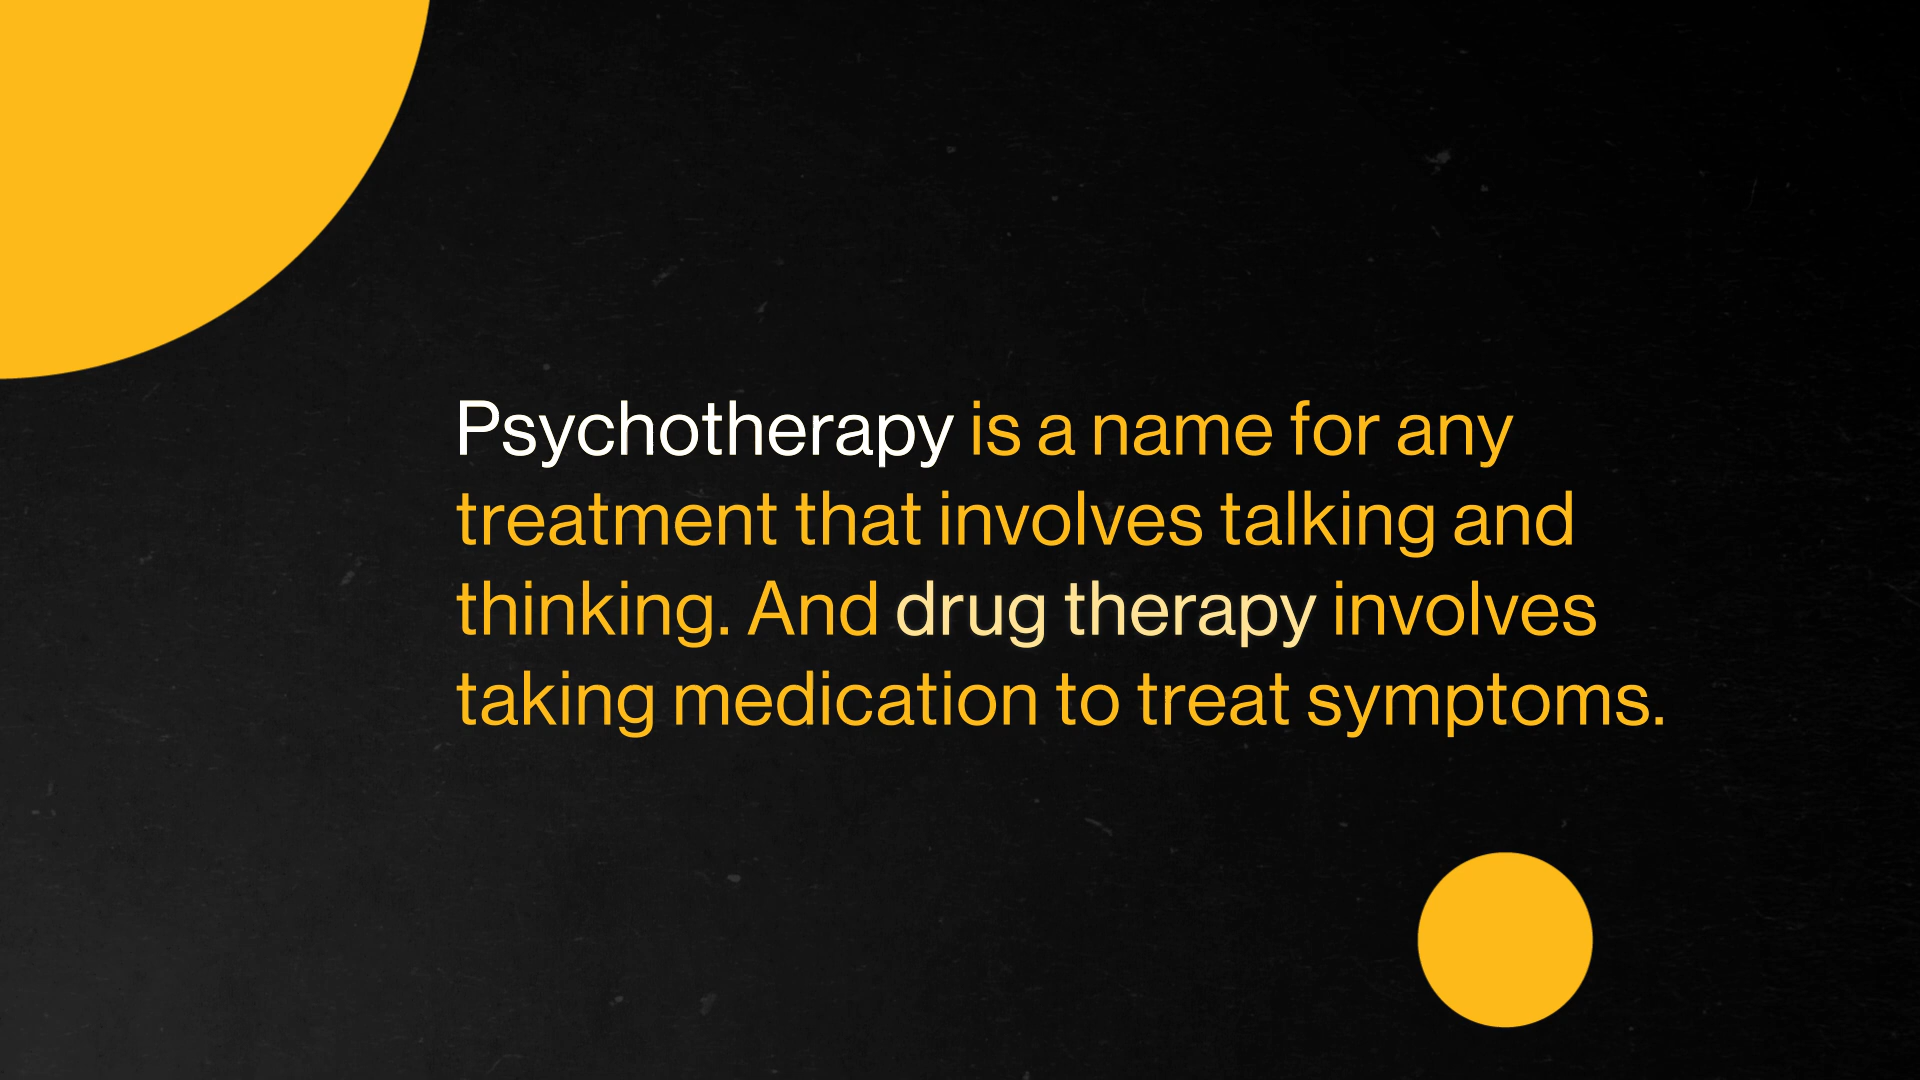 Psychotherapy is a name for any
treatment that involves talking and
thinking. And drug therapy involves
taking medication to treat symptoms.